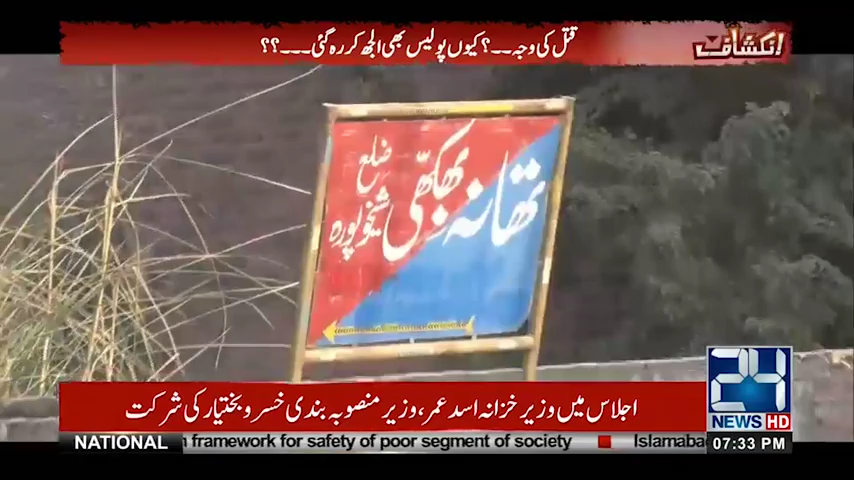 قتل کی وجہ۔۔؟ کیوں پولیس بھی الجھ کر رہ گئی۔۔۔۔؟؟
انکشاف
تھانہ بھکھی
ضلع
شیخوپورہ
اجلاس میں وزیر خزانہ اسد عمر، وزیر منصوبہ بندی خسرو بختیار کی شرکت
24
NEWS HD
NATIONAL
framework for safety of poor segment of society
Islamabad
07:33 PM